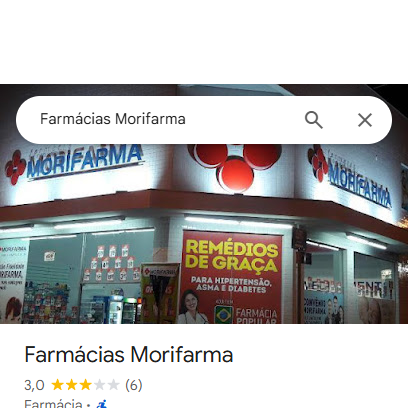 Farmácias Morifarma
MORIFARMA
MORIFARMA
MORIFARMA
REMÉDIOS
DE GRAÇA
PARA HIPERTENSÃO,
ASMA E DIABETES
FARMÁCIA
POPULAR
Farmácias Morifarma
3,0 (6)
Farmácia ·